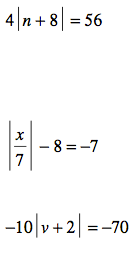 4|n + 8| = 56
|x/7| − 8 = −7
−10|v + 2| = −70